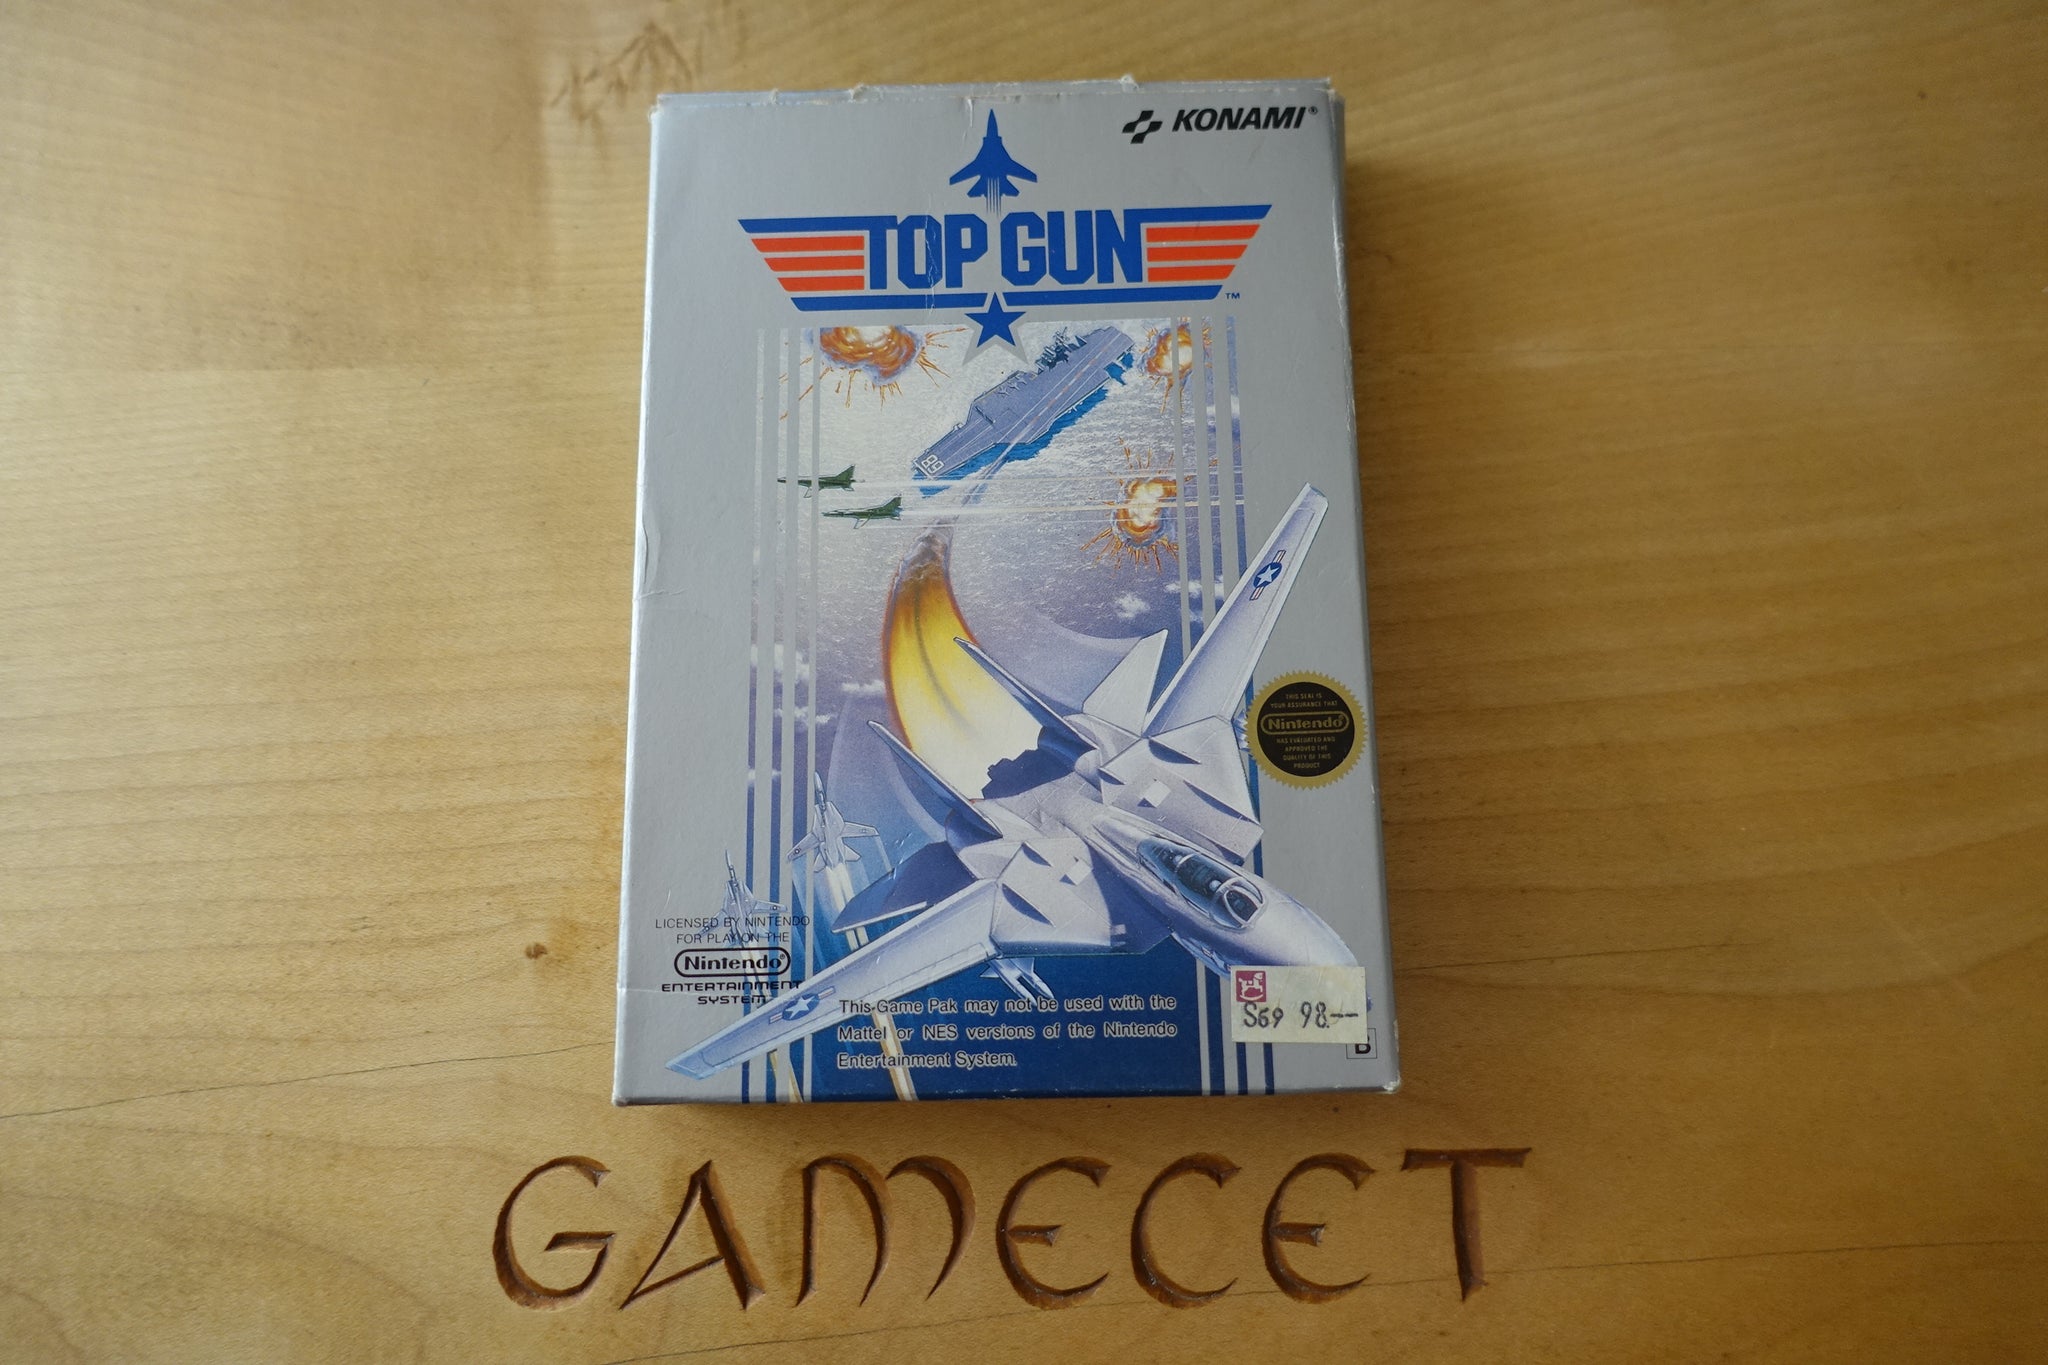 KONAMI®
TOP GUN
TM
89
THIS SEAL IS
YOUR ASSURANCE THAT
Nintendo®
HAS EVALUATED AND
APPROVED THE
QUALITY OF THIS
PRODUCT
LICENSED BY NINTENDO
FOR PLAY ON THE
Nintendo®
ENTERTAINMENT
SYSTEM
This Game Pak may not be used with the
Mattel or NES versions of the Nintendo
Entertainment System.
S69 98.--
B
GAMECET